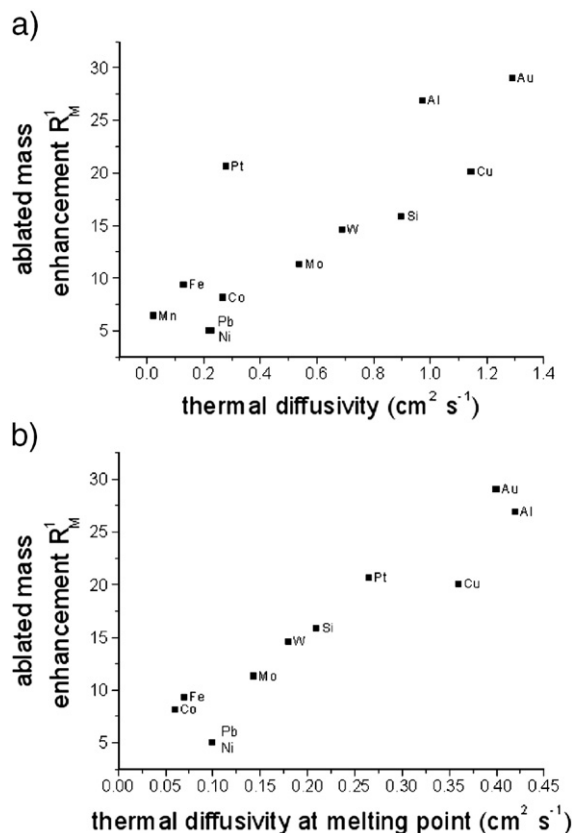 a)
ablated mass
enhancement R¹M
30
25
20
15
10
5
Au
Al
Pt
Cu
Si
W
Mo
Fe
Co
Mn
Pb
Ni
0.0 0.2 0.4 0.6 0.8 1.0 1.2 1.4
thermal diffusivity (cm² s⁻¹)
b)
ablated mass
enhancement R¹M
30
25
20
15
10
5
Au
Al
Pt
Cu
Si
W
Mo
Fe
Co
Pb
Ni
0.00 0.05 0.10 0.15 0.20 0.25 0.30 0.35 0.40 0.45
thermal diffusivity at melting point (cm² s⁻¹)